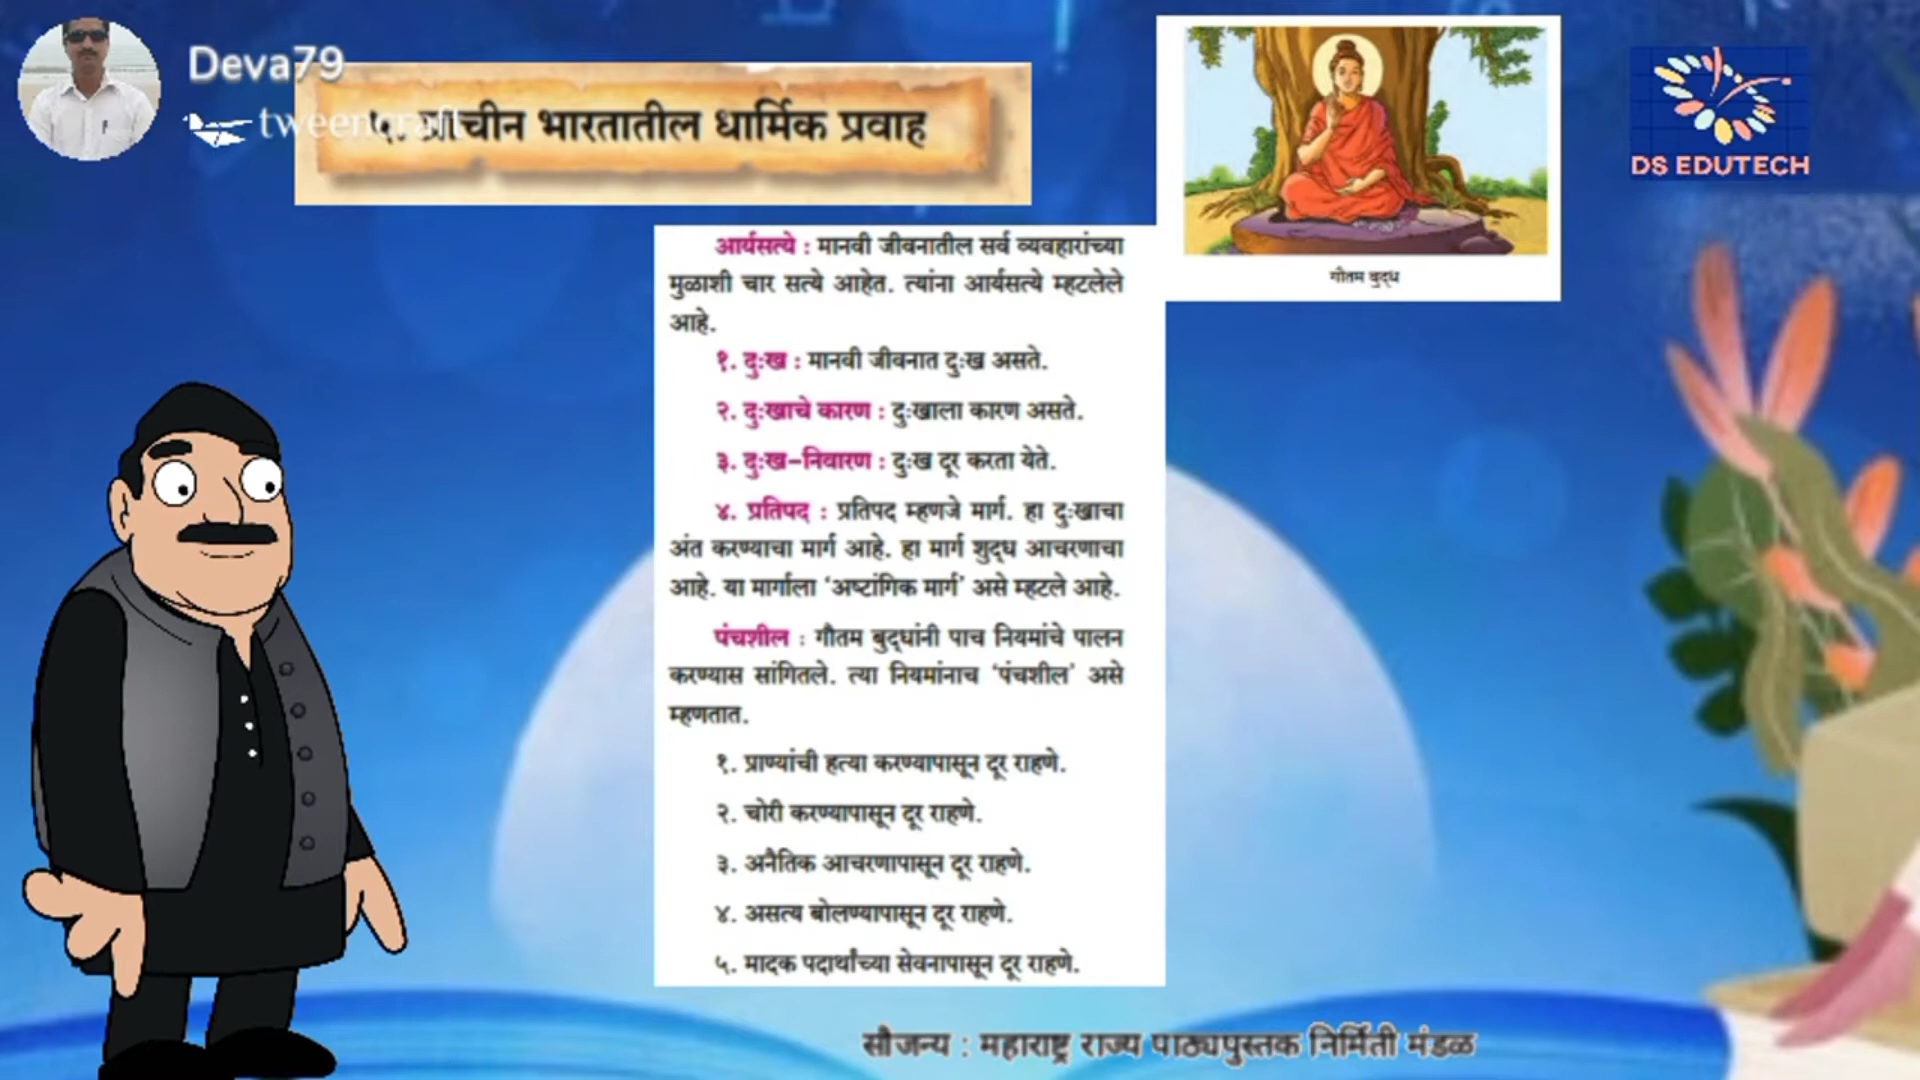 Deva79
tweencraft
५. प्राचीन भारतातील धार्मिक प्रवाह
DS EDUTECH
गौतम बुद्ध
आर्यसत्ये : मानवी जीवनातील सर्व व्यवहारांच्या
मुळाशी चार सत्ये आहेत. त्यांना आर्यसत्ये म्हटलेले
आहे.
१. दुःख : मानवी जीवनात दुःख असते.
२. दुःखाचे कारण : दुःखाला कारण असते.
३. दुःख-निवारण : दुःख दूर करता येते.
४. प्रतिपद : प्रतिपद म्हणजे मार्ग. हा दुःखाचा
अंत करण्याचा मार्ग आहे. हा मार्ग शुद्ध आचरणाचा
आहे. या मार्गाला ‘अष्टांगिक मार्ग’ असे म्हटले आहे.
पंचशील : गौतम बुद्धांनी पाच नियमांचे पालन
करण्यास सांगितले. त्या नियमांनाच ‘पंचशील’ असे
म्हणतात.
१. प्राण्यांची हत्या करण्यापासून दूर राहणे.
२. चोरी करण्यापासून दूर राहणे.
३. अनैतिक आचरणापासून दूर राहणे.
४. असत्य बोलण्यापासून दूर राहणे.
५. मादक पदार्थांच्या सेवनापासून दूर राहणे.
सौजन्य : महाराष्ट्र राज्य पाठ्यपुस्तक निर्मिती मंडळ